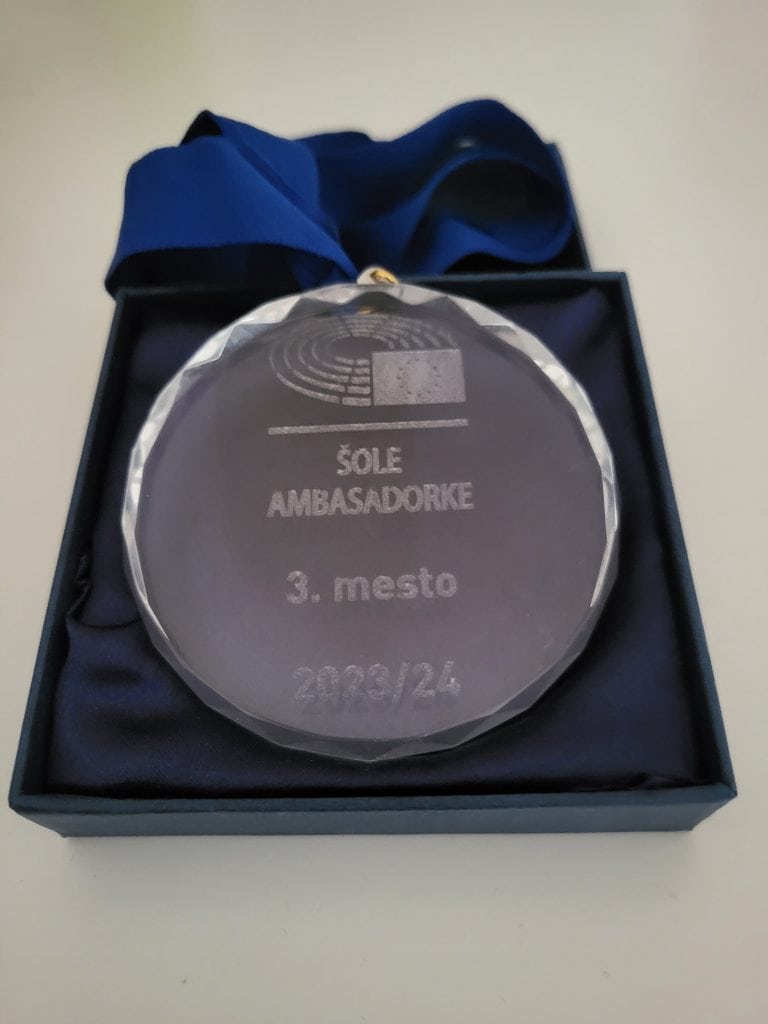 ŠOLE
AMBASADORKE
3. mesto
2023/24